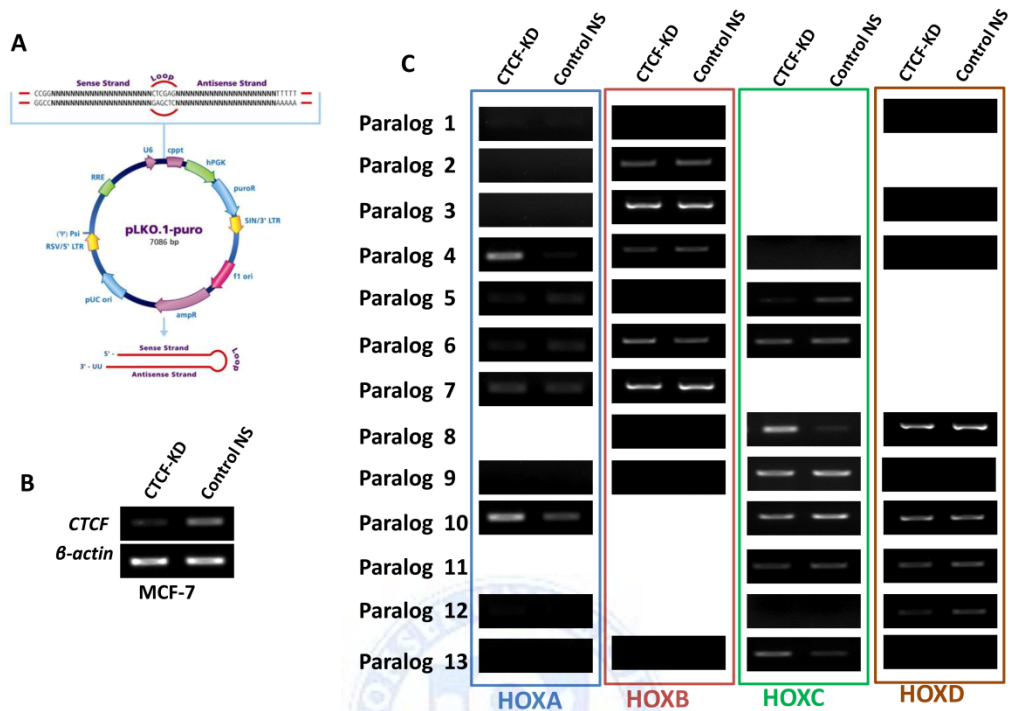 A
Sense Strand Loop Antisense Strand
CCGGNNNNNNNNNNNNNNNNNNNNNCTCGAGNNNNNNNNNNNNNNNNNNNNNTTTTT
GGCCNNNNNNNNNNNNNNNNNNNNNGAGCTCNNNNNNNNNNNNNNNNNNNNNAAAAA
U6 cppt
hPGK
RRE
puroR
pLKO.1-puro
7086 bp
SIN/3' LTR
(Ψ) Psi
RSV/5' LTR
f1 ori
pUC ori
ampR
5' - Sense Strand
Loop
3' - UU
Antisense Strand
B
CTCF-KD Control NS
CTCF
β-actin
MCF-7
C
CTCF-KD Control NS CTCF-KD Control NS CTCF-KD Control NS CTCF-KD Control NS
Paralog 1
Paralog 2
Paralog 3
Paralog 4
Paralog 5
Paralog 6
Paralog 7
Paralog 8
Paralog 9
Paralog 10
Paralog 11
Paralog 12
Paralog 13
HOXA HOXB HOXC HOXD